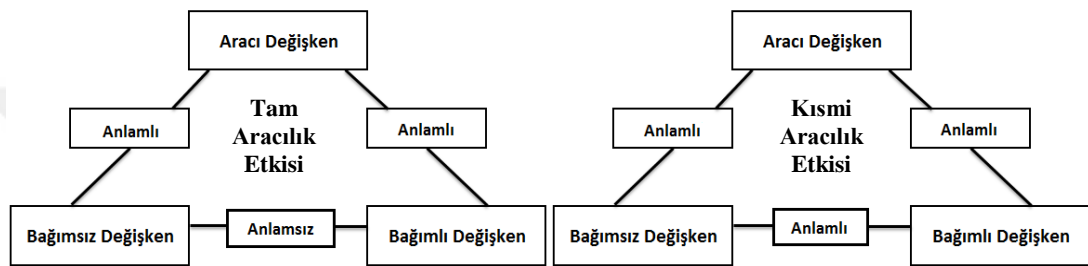 Aracı Değişken
Tam
Aracılık
Etkisi
Anlamlı
Anlamlı
Bağımsız Değişken
Anlamsız
Bağımlı Değişken
Aracı Değişken
Kısmi
Aracılık
Etkisi
Anlamlı
Anlamlı
Bağımsız Değişken
Anlamlı
Bağımlı Değişken